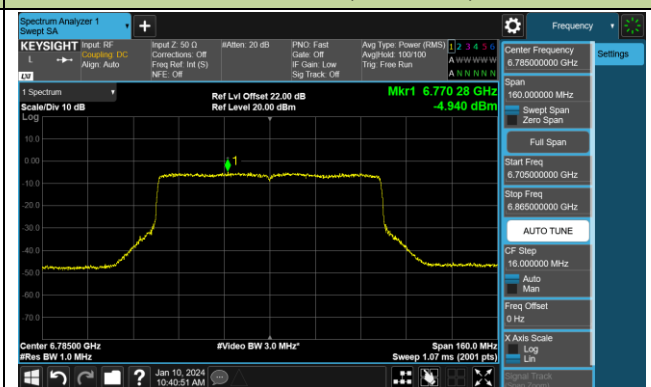 Spectrum Analyzer 1
Swept SA
+
Frequency
KEYSIGHT
L
LXI
Input: RF
Coupling: DC
Align: Auto
Input Z: 50 Ω
Corrections: Off
Freq Ref: Int (S)
NFE: Off
#Atten: 20 dB
PNO: Fast
Gate: Off
IF Gain: Low
Sig Track: Off
Avg Type: Power (RMS)
Avg|Hold: 100/100
Trig: Free Run
1 2 3 4 5 6
A W W W W W
A N N N N N
Center Frequency
6.785000000 GHz
Settings
1 Spectrum
Scale/Div 10 dB
Log
Ref Lvl Offset 22.00 dB
Ref Level 20.00 dBm
Mkr1 6.770 28 GHz
-4.940 dBm
Span
160.000000 MHz
Swept Span
Zero Span
Full Span
Start Freq
6.705000000 GHz
Stop Freq
6.865000000 GHz
AUTO TUNE
CF Step
16.000000 MHz
Auto
Man
Freq Offset
0 Hz
X Axis Scale
Log
Lin
Signal Track
10.0
0.00
-10.0
-20.0
-30.0
-40.0
-50.0
-60.0
-70.0
1
Center 6.78500 GHz
#Res BW 1.0 MHz
#Video BW 3.0 MHz*
Span 160.0 MHz
Sweep 1.07 ms (2001 pts)
?
Jan 10, 2024
10:40:51 AM